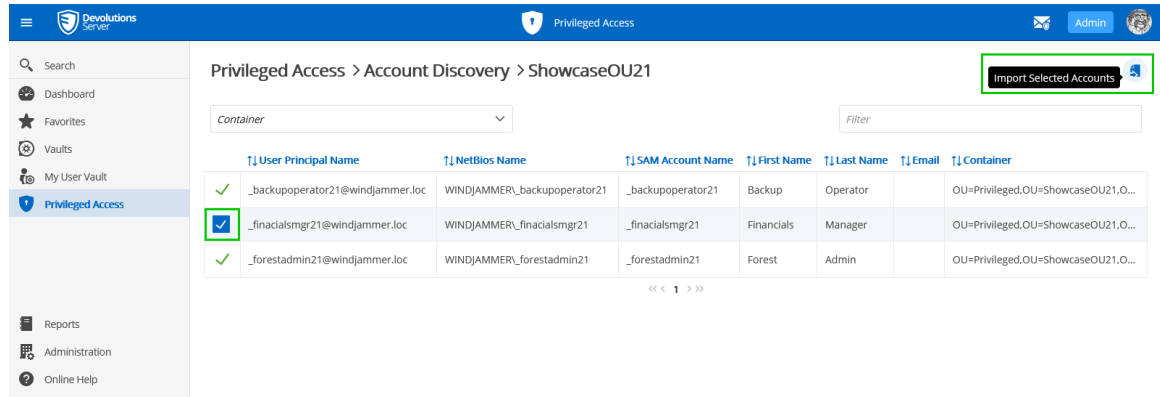 Devolutions
Server
Privileged Access
Admin
Search
Dashboard
Favorites
Vaults
My User Vault
Privileged Access
Reports
Administration
Online Help
Privileged Access > Account Discovery > ShowcaseOU21
Import Selected Accounts
Container
Filter
User Principal Name NetBios Name SAM Account Name First Name Last Name Email Container
_backupoperator21@windjammer.loc WINDJAMMER\_backupoperator21 _backupoperator21 Backup Operator OU=Privileged,OU=ShowcaseOU21,O...
_finacialsmgr21@windjammer.loc WINDJAMMER\_finacialsmgr21 _finacialsmgr21 Financials Manager OU=Privileged,OU=ShowcaseOU21,O...
_forestadmin21@windjammer.loc WINDJAMMER\_forestadmin21 _forestadmin21 Forest Admin OU=Privileged,OU=ShowcaseOU21,O...
<< < 1 > >>